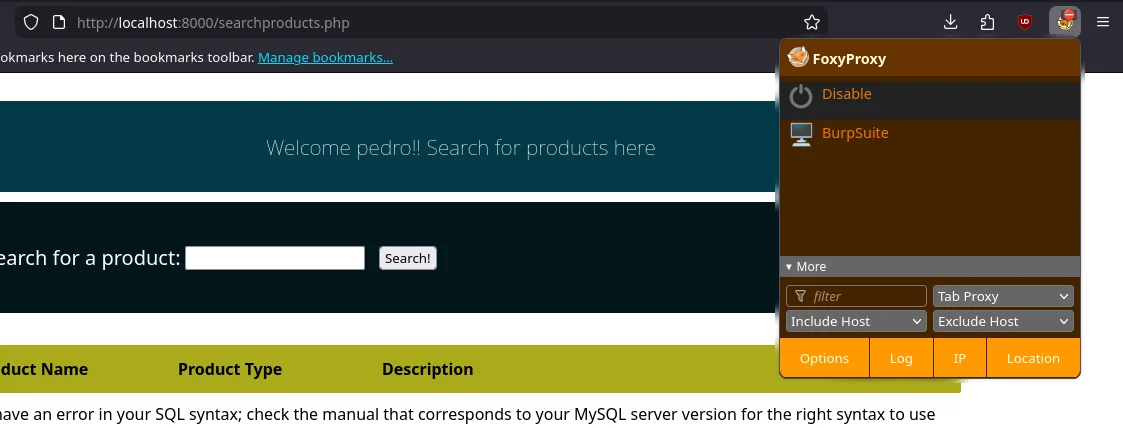 http://localhost:8000/searchproducts.php
okmarks here on the bookmarks toolbar. Manage bookmarks...
FoxyProxy
Disable
BurpSuite
▾ More
filter
Tab Proxy
Include Host
Exclude Host
Options
Log
IP
Location
Welcome pedro!! Search for products here
earch for a product:
Search!
duct Name
Product Type
Description
have an error in your SQL syntax; check the manual that corresponds to your MySQL server version for the right syntax to use